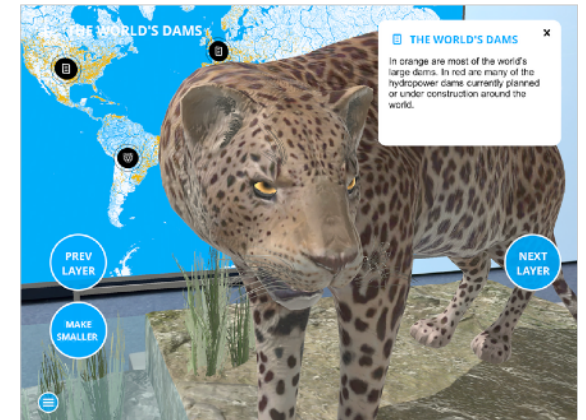 THE WORLD'S DAMS
THE WORLD'S DAMS
x
In orange are most of the world's
large dams. In red are many of the
hydropower dams currently planned
or under construction around the
world.
PREV
LAYER
NEXT
LAYER
MAKE
SMALLER